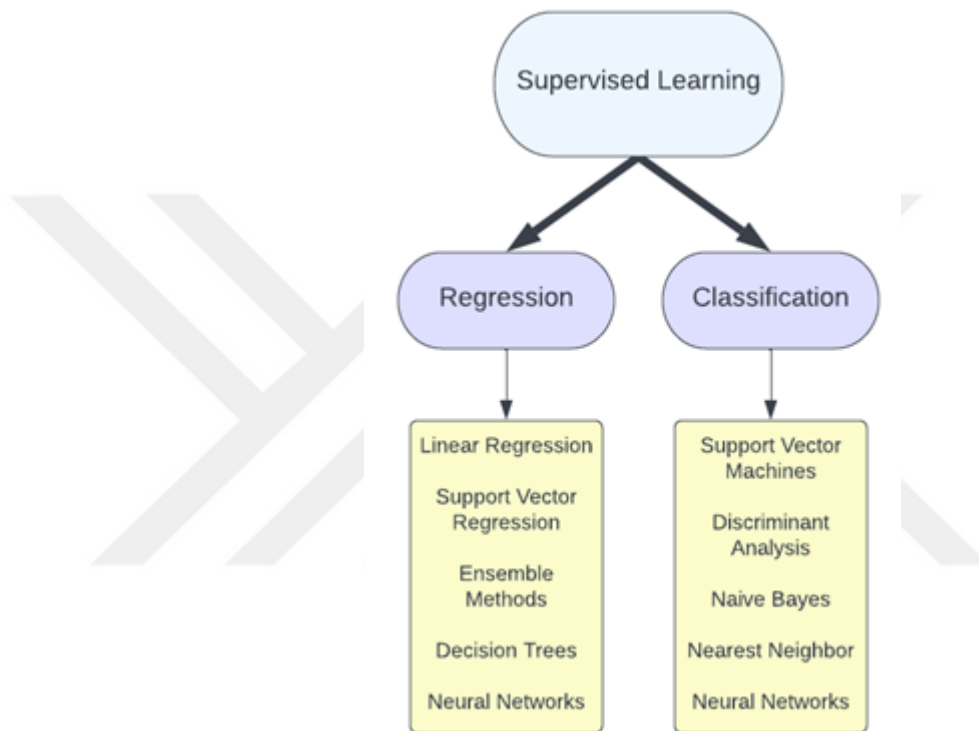 Supervised Learning
Regression
Classification
Linear Regression
Support Vector
Regression
Ensemble
Methods
Decision Trees
Neural Networks
Support Vector
Machines
Discriminant
Analysis
Naive Bayes
Nearest Neighbor
Neural Networks